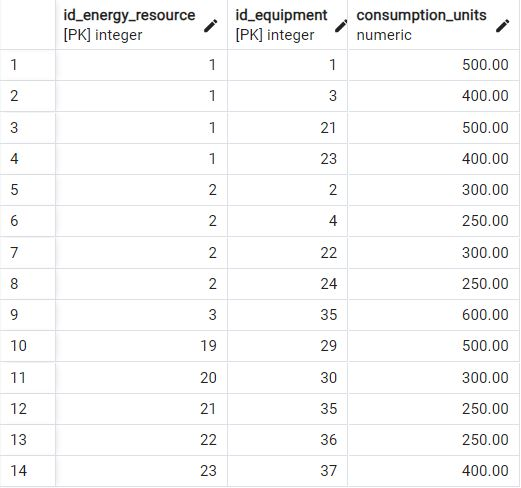 id_energy_resource id_equipment consumption_units
[PK] integer [PK] integer numeric
1 1 1 500.00
2 1 3 400.00
3 1 21 500.00
4 1 23 400.00
5 2 2 300.00
6 2 4 250.00
7 2 22 300.00
8 2 24 250.00
9 3 35 600.00
10 19 29 500.00
11 20 30 300.00
12 21 35 250.00
13 22 36 250.00
14 23 37 400.00